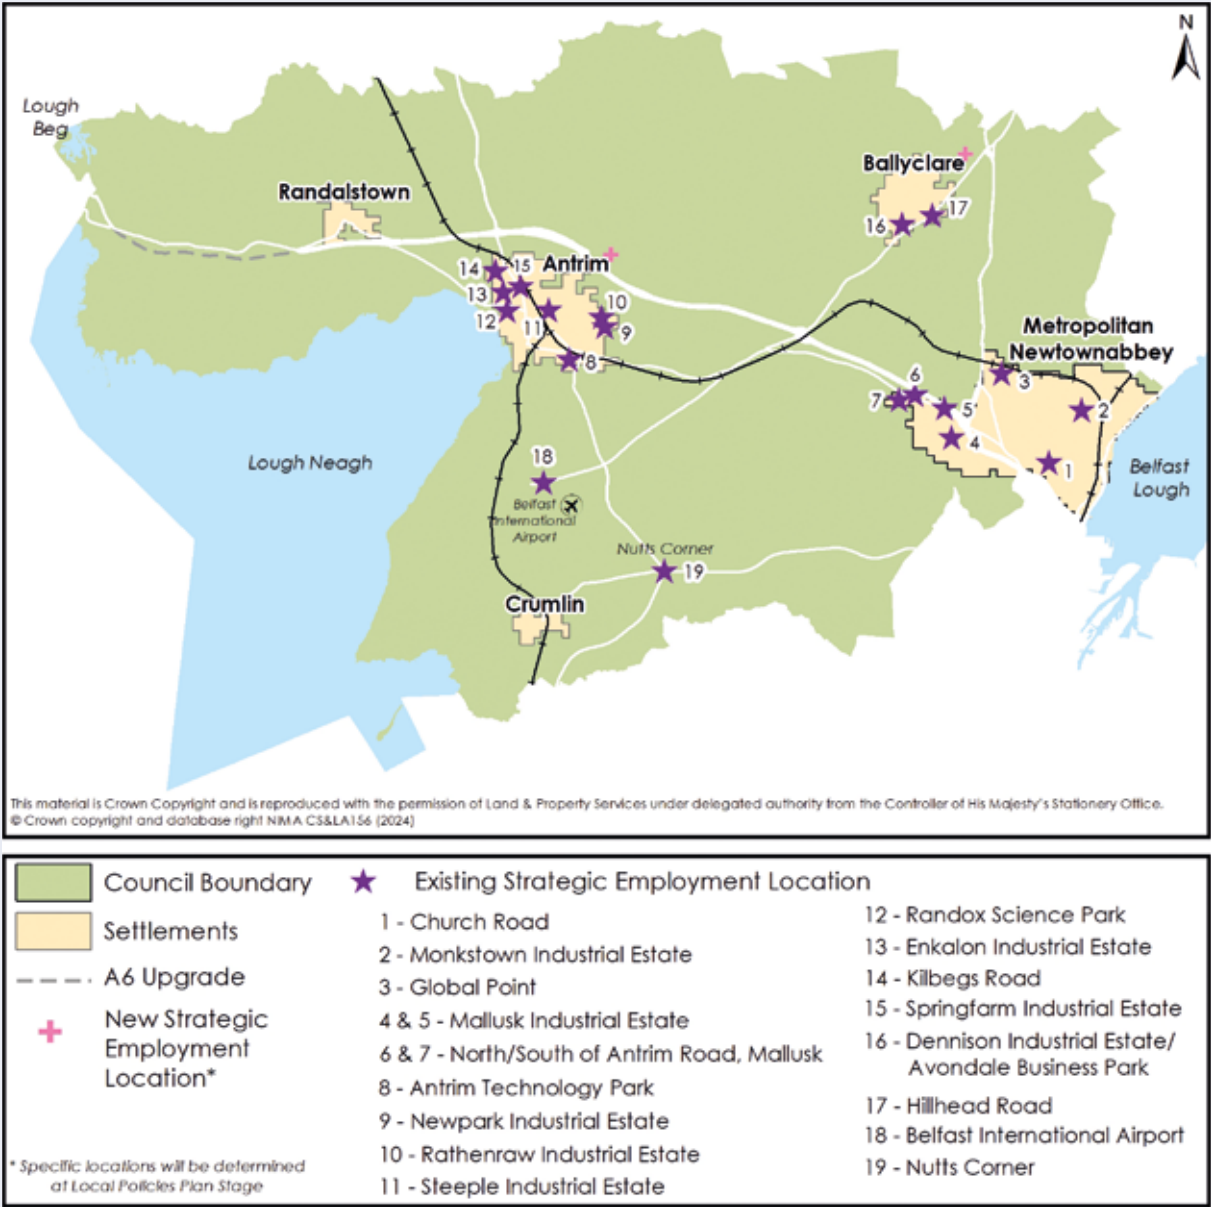 N
Lough
Beg
Randalstown
Ballyclare
16
17
14
15
Antrim
13
12
11
10
9
8
Metropolitan
Newtownabbey
6
7
5
3
2
4
1
Lough Neagh
Belfast
Lough
18
Belfast
International
Airport
Nutts Corner
19
Crumlin
This material is Crown Copyright and is reproduced with the permission of Land & Property Services under delegated authority from the Controller of His Majesty's Stationery Office.
© Crown copyright and database right NIMA CS&LA156 (2024)
Council Boundary
Settlements
A6 Upgrade
New Strategic
Employment
Location*
* Specific locations will be determined
at Local Policies Plan Stage
Existing Strategic Employment Location
1 - Church Road
2 - Monkstown Industrial Estate
3 - Global Point
4 & 5 - Mallusk Industrial Estate
6 & 7 - North/South of Antrim Road, Mallusk
8 - Antrim Technology Park
9 - Newpark Industrial Estate
10 - Rathenraw Industrial Estate
11 - Steeple Industrial Estate
12 - Randox Science Park
13 - Enkalon Industrial Estate
14 - Kilbegs Road
15 - Springfarm Industrial Estate
16 - Dennison Industrial Estate/
Avondale Business Park
17 - Hillhead Road
18 - Belfast International Airport
19 - Nutts Corner